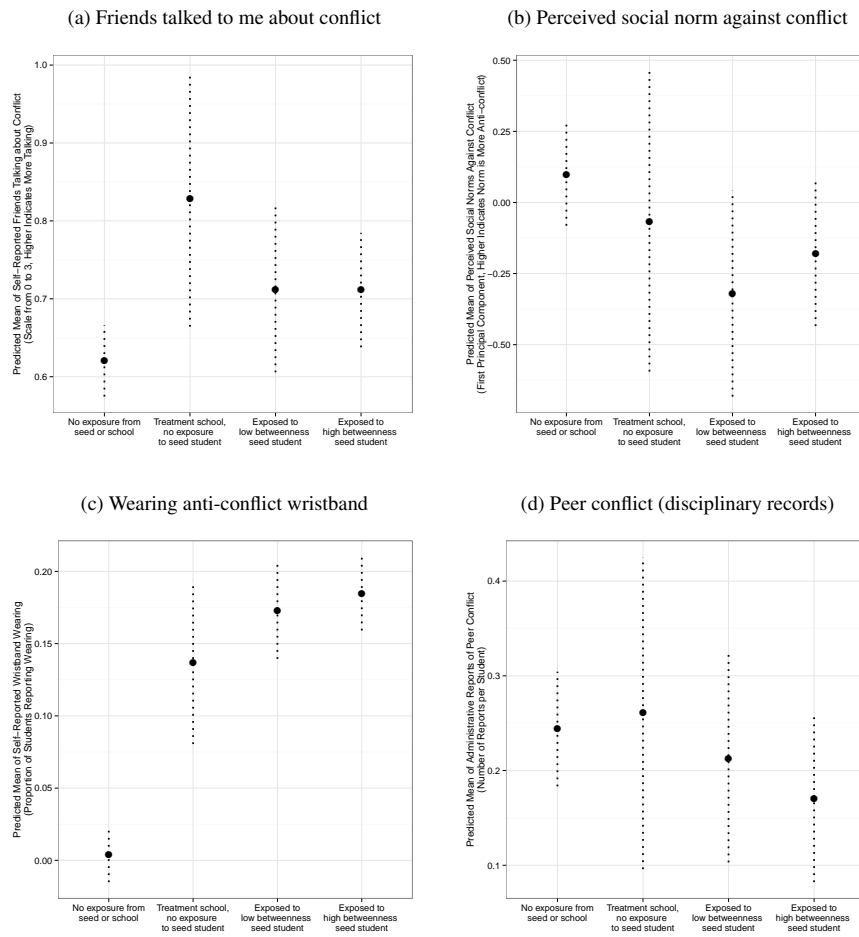 (a) Friends talked to me about conflict
Predicted Mean of Self−Reported Friends Talking about Conflict
(Scale from 0 to 3, Higher Indicates More Talking)
1.0
0.9
0.8
0.7
0.6
No exposure from
seed or school
Treatment school,
no exposure
to seed student
Exposed to
low betweenness
seed student
Exposed to
high betweenness
seed student
(b) Perceived social norm against conflict
Predicted Mean of Perceived Social Norms Against Conflict
(First Principal Component, Higher Indicates Norm is More Anti−conflict)
0.50
0.25
0.00
−0.25
−0.50
No exposure from
seed or school
Treatment school,
no exposure
to seed student
Exposed to
low betweenness
seed student
Exposed to
high betweenness
seed student
(c) Wearing anti-conflict wristband
Predicted Mean of Self−Reported Wristband Wearing
(Proportion of Students Reporting Wearing)
0.20
0.15
0.10
0.05
0.00
No exposure from
seed or school
Treatment school,
no exposure
to seed student
Exposed to
low betweenness
seed student
Exposed to
high betweenness
seed student
(d) Peer conflict (disciplinary records)
Predicted Mean of Administrative Reports of Peer Conflict
(Number of Reports per Student)
0.4
0.3
0.2
0.1
No exposure from
seed or school
Treatment school,
no exposure
to seed student
Exposed to
low betweenness
seed student
Exposed to
high betweenness
seed student